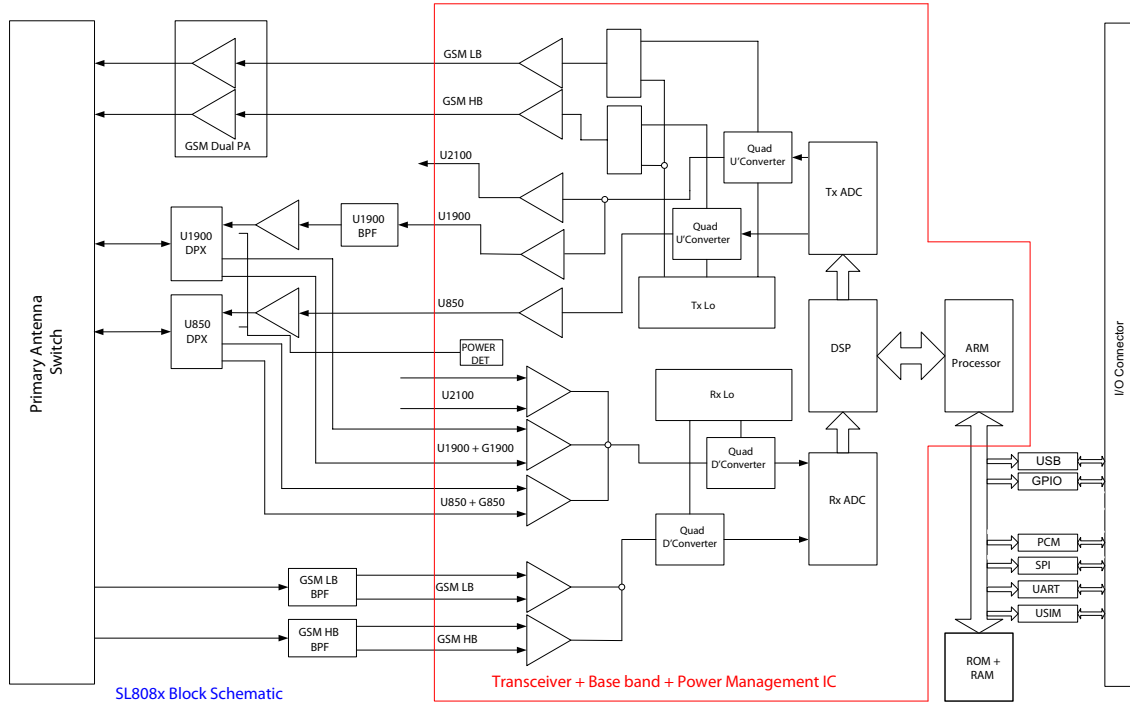 GSM LB
GSM HB
GSM Dual PA
Quad
U'Converter
Tx ADC
U2100
U1900
BPF
U1900
U1900
DPX
Quad
U'Converter
Tx Lo
U850
U850
DPX
POWER
DET
DSP
ARM
Processor
Primary Antenna
Switch
I/O Connector
Rx Lo
U2100
U1900 + G1900
Quad
D'Converter
Rx ADC
U850 + G850
Quad
D'Converter
USB
GPIO
PCM
SPI
UART
USIM
GSM LB
BPF
GSM LB
GSM HB
BPF
GSM HB
ROM +
RAM
SL808x Block Schematic
Transceiver + Base band + Power Management IC